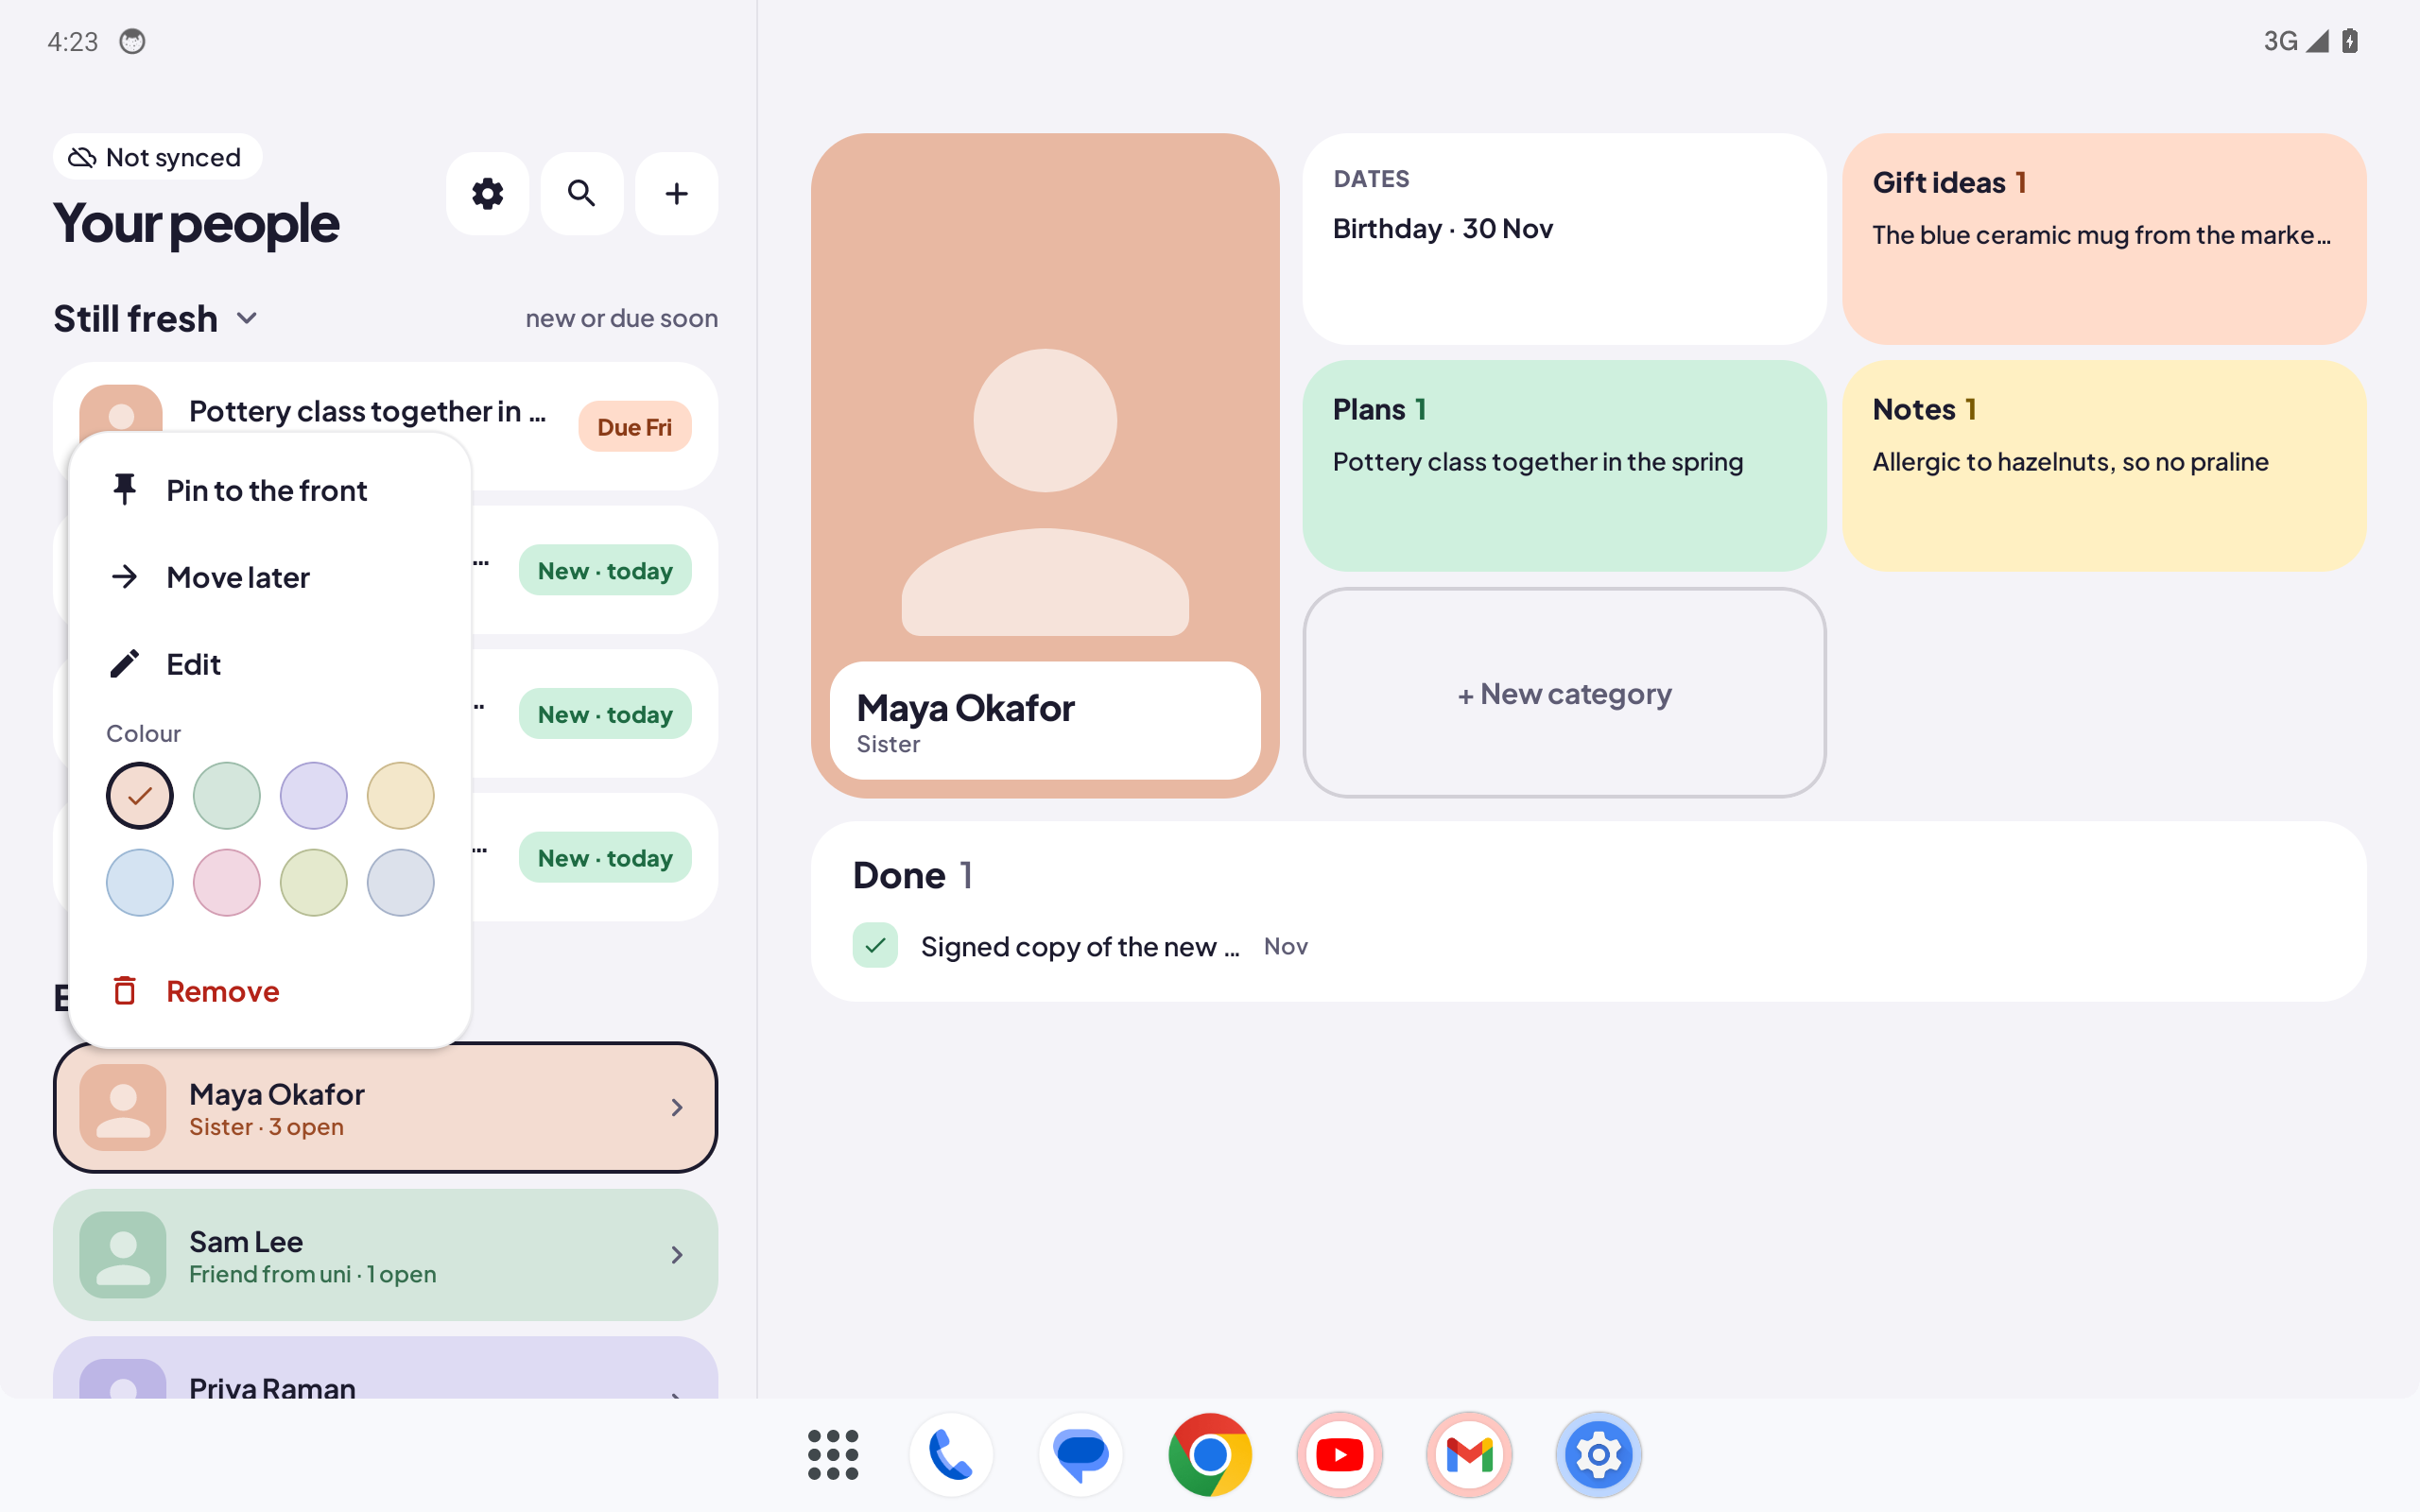 4:23
3G
Not synced
Your people
Still fresh
new or due soon
Pottery class together in ...
Due Fri
Pin to the front
Move later
Edit
Colour
Remove
...
New · today
..
New · today
...
New · today
Maya Okafor
Sister · 3 open
Sam Lee
Friend from uni · 1 open
Priya Raman
Maya Okafor
Sister
DATES
Birthday · 30 Nov
Gift ideas 1
The blue ceramic mug from the marke...
Plans 1
Pottery class together in the spring
Notes 1
Allergic to hazelnuts, so no praline
+ New category
Done 1
Signed copy of the new ...
Nov